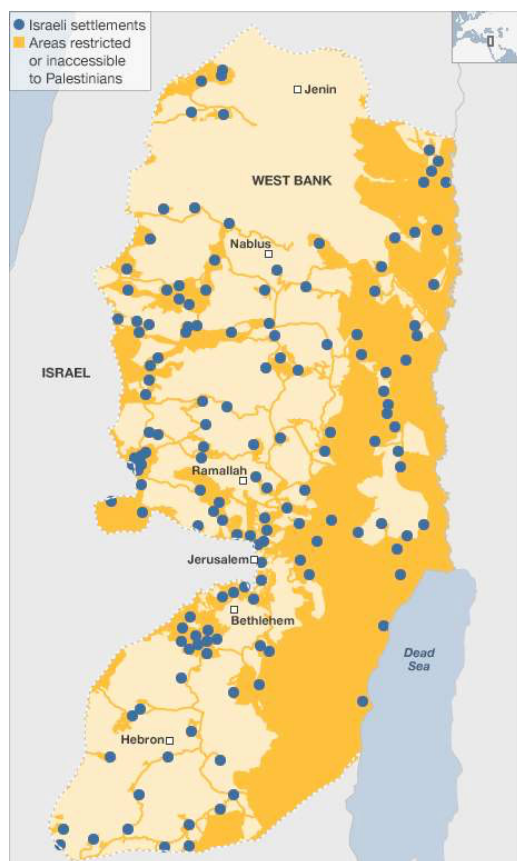 Israeli settlements
Areas restricted
or inaccessible
to Palestinians
Jenin
WEST BANK
Nablus
ISRAEL
Ramallah
Jerusalem
Bethlehem
Dead
Sea
Hebron